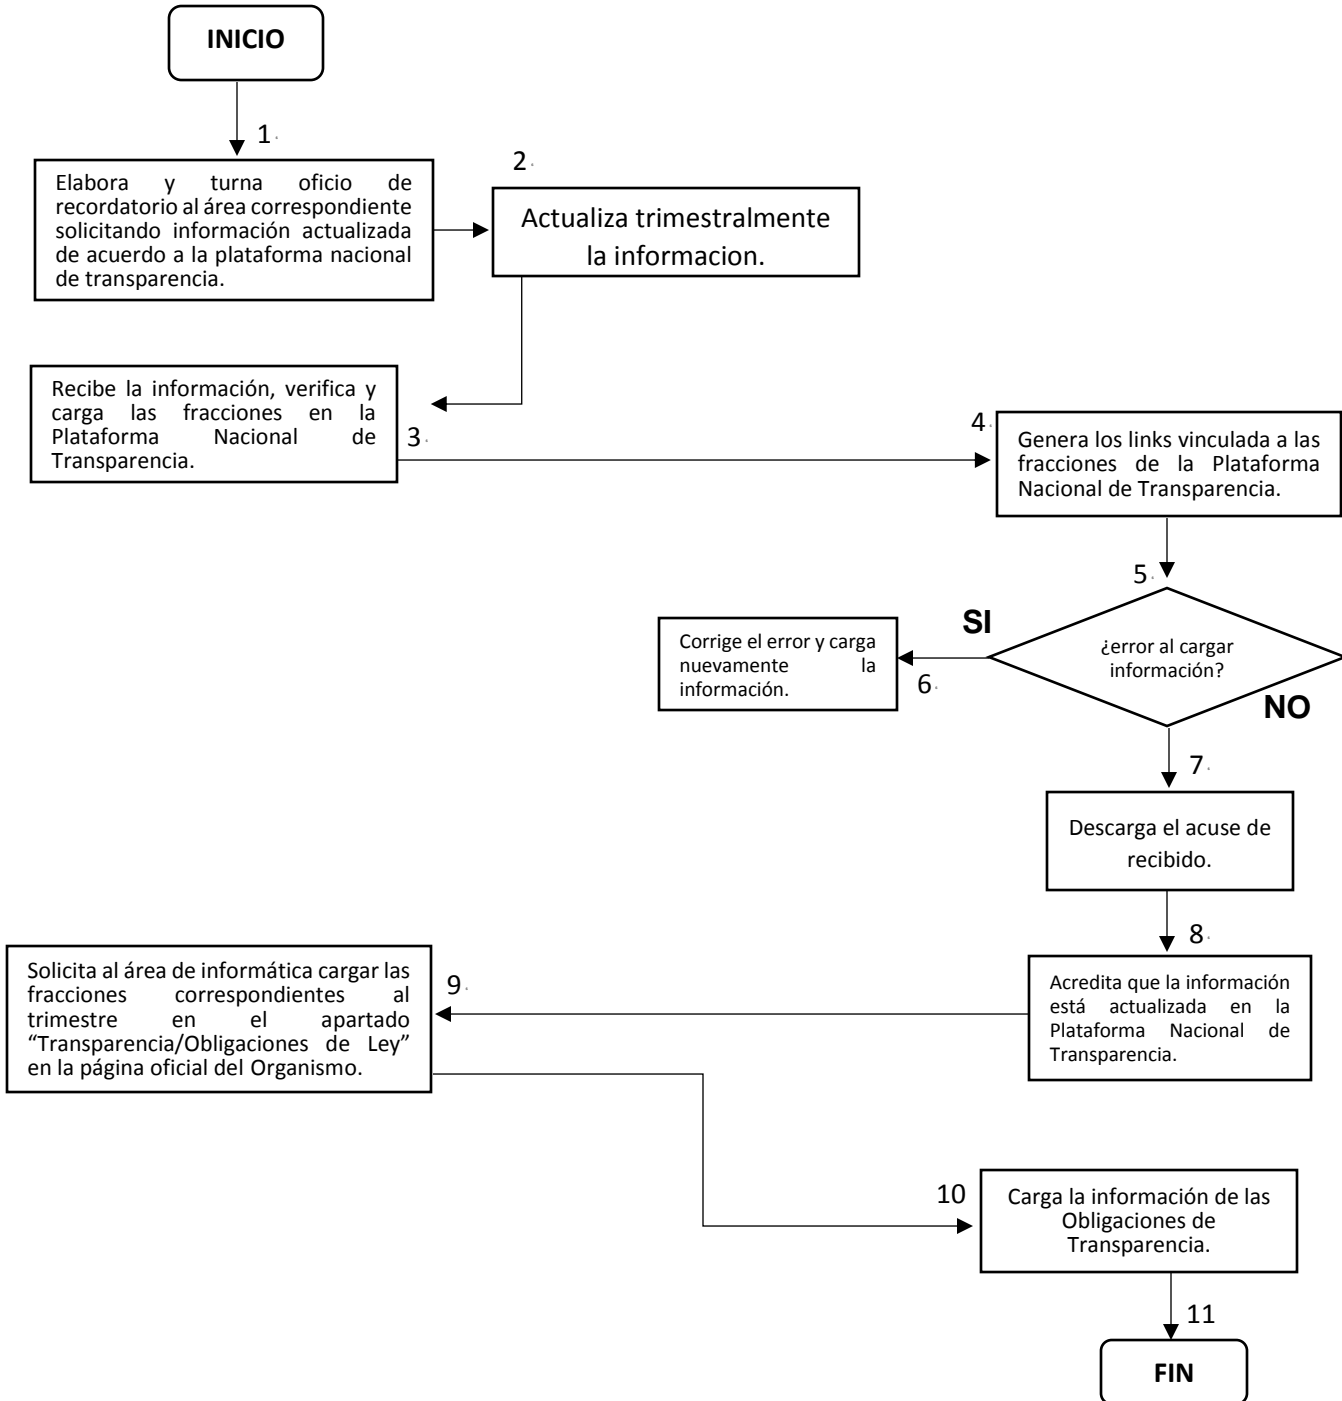 INICIO
1.
Elabora y turna oficio de
recordatorio al área correspondiente
solicitando información actualizada
de acuerdo a la plataforma nacional
de transparencia.
2.
Actualiza trimestralmente
la informacion.
Recibe la información, verifica y
carga las fracciones en la
Plataforma Nacional de
Transparencia.
3.
4.
Genera los links vinculada a las
fracciones de la Plataforma
Nacional de Transparencia.
5.
¿error al cargar
información?
SI
NO
6.
Corrige el error y carga
nuevamente la
información.
7.
Descarga el acuse de
recibido.
8.
Acredita que la información
está actualizada en la
Plataforma Nacional de
Transparencia.
9.
Solicita al área de informática cargar las
fracciones correspondientes al
trimestre en el apartado
“Transparencia/Obligaciones de Ley”
en la página oficial del Organismo.
10
Carga la información de las
Obligaciones de
Transparencia.
11
FIN